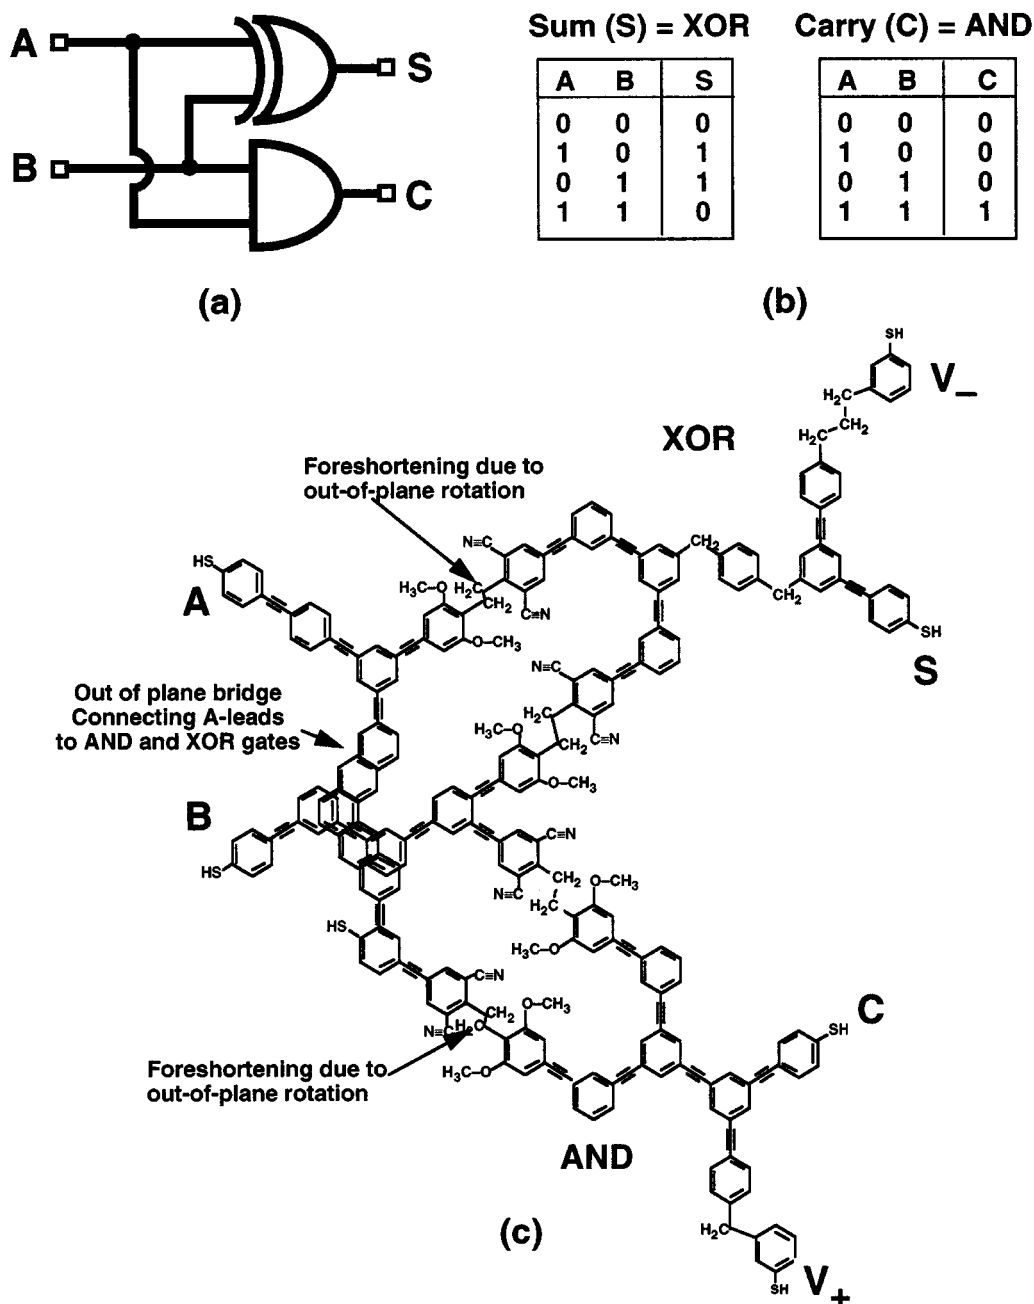 A
S
B
C
(a)
Sum (S) = XOR
A B S
0 0 0
1 0 1
0 1 1
1 1 0
Carry (C) = AND
A B C
0 0 0
1 0 0
0 1 0
1 1 1
(b)
SH
V_
H₂C
CH₂
H₂C
XOR
Foreshortening due to
out-of-plane rotation
N≡C
CH₂
HS
A
H₃C-O
H₂C
CH₂
C≡N
CH₂
O-CH₃
SH
S
N≡C
Out of plane bridge
Connecting A-leads
to AND and XOR gates
H₂C
H₃C-O
CH₂
C≡N
O-CH₃
B
HS
C≡N
CH₂
N≡C
O-CH₃
H₂C
HS
H₃C-O
C≡N
CH₂
O-CH₃
N≡C
H₂C
C
SH
Foreshortening due to
out-of-plane rotation
H₃C-O
AND
(c)
H₂C
SH
V+